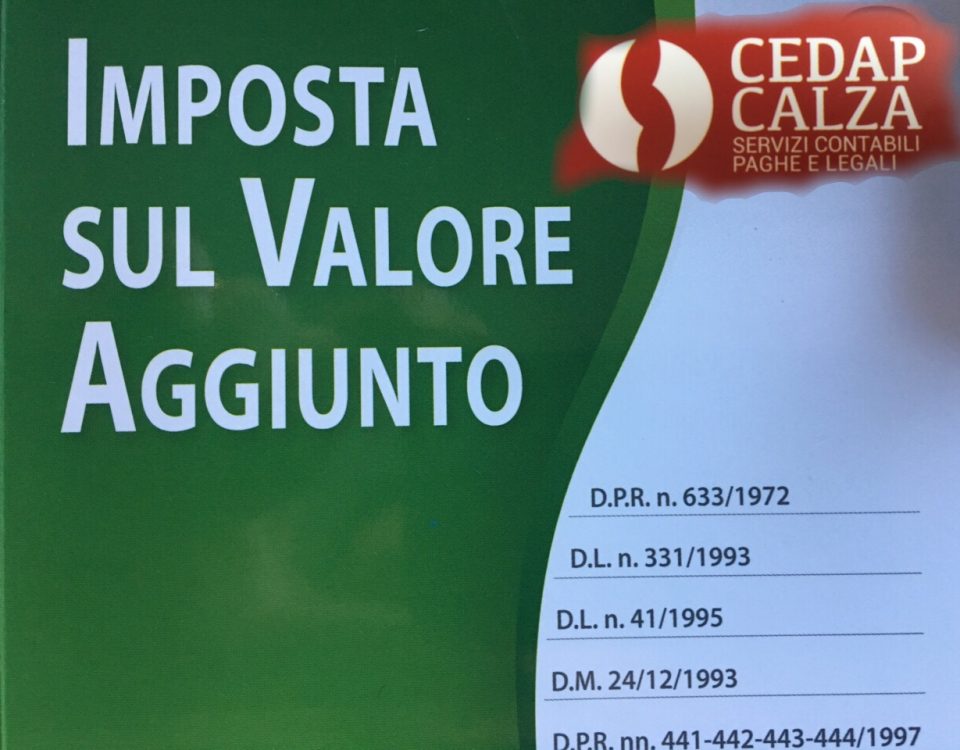 IMPOSTA
SUL VALORE
AGGIUNTO
CEDAP
CALZA
SERVIZI CONTABILI
PAGHE E LEGALI
D.P.R. n. 633/1972
D.L. n. 331/1993
D.L. n. 41/1995
D.M. 24/12/1993
D.P.R. nn. 441-442-443-444/1997